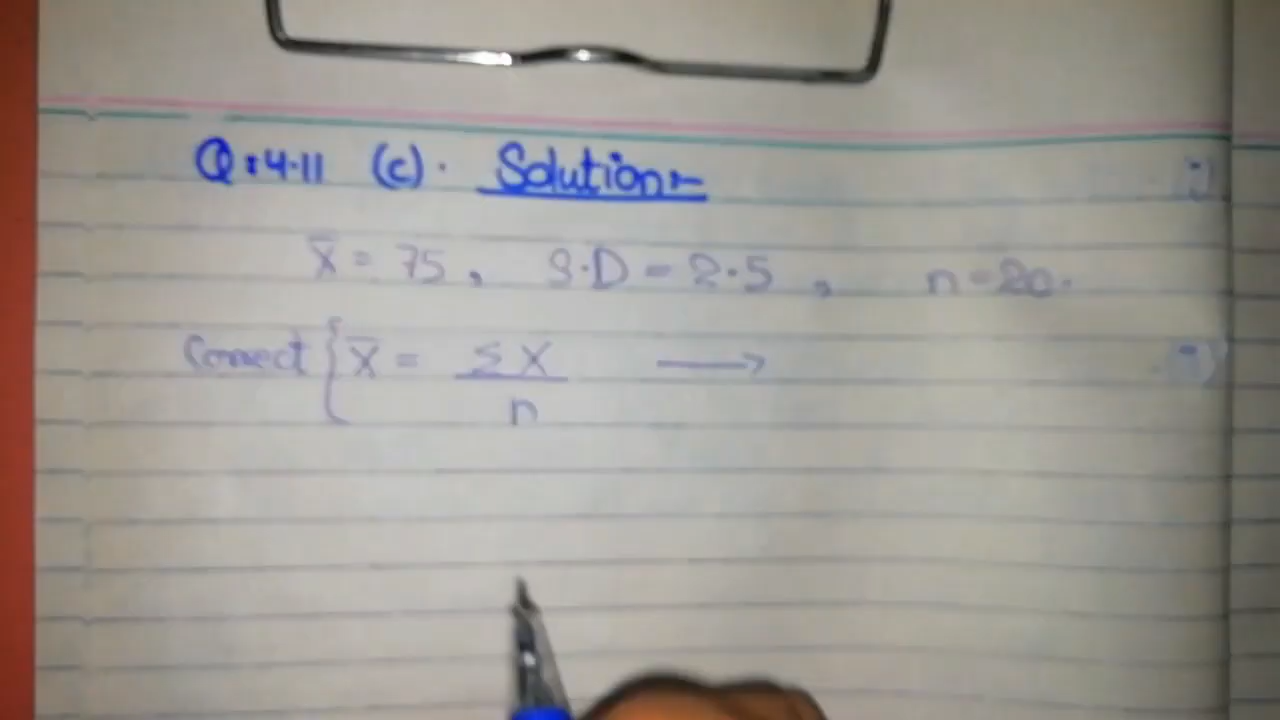 Q:4.11 (c). Solution:-
X̄ = 75, S.D = 2.5, n = 20.
Correct { X̄ = ΣX / n →